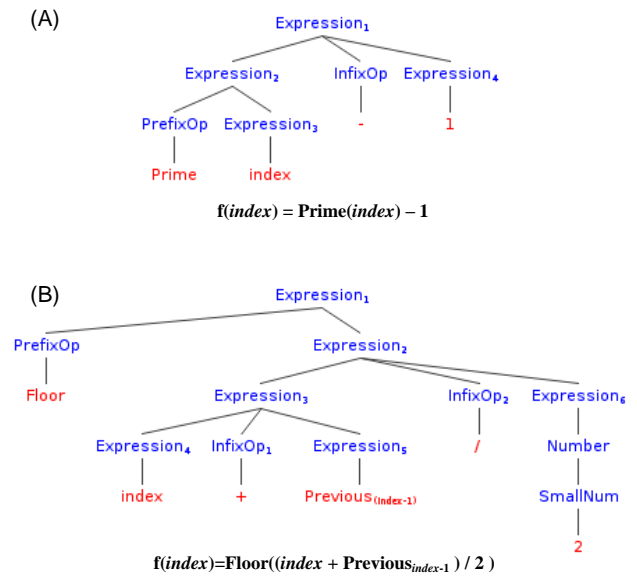 (A)
Expression₁
Expression₂ InfixOp Expression₄
PrefixOp Expression₃ - 1
Prime index
f(index) = Prime(index) – 1
(B)
Expression₁
PrefixOp Expression₂
Floor Expression₃ InfixOp₂ Expression₆
Expression₄ InfixOp₁ Expression₅ / Number
index + Previous₍Index-1₎ SmallNum
2
f(index)=Floor((index + Previousindex-1 ) / 2 )